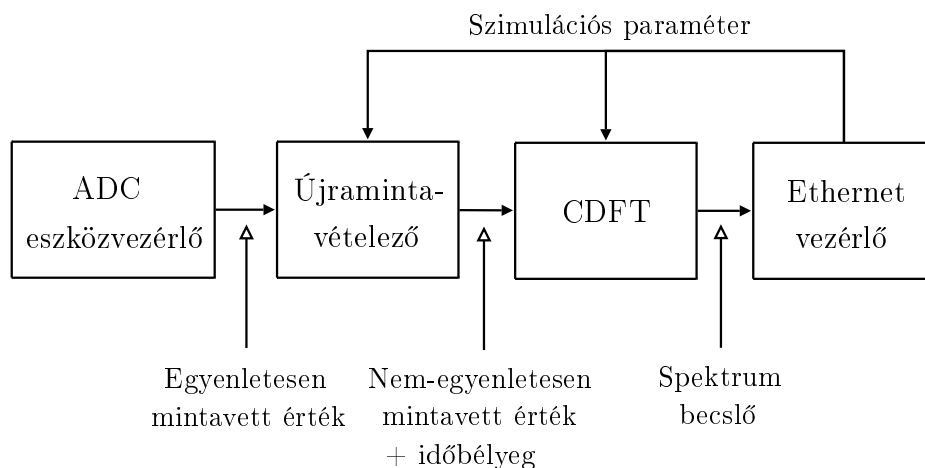 Szimulációs paraméter
ADC
eszközvezérlő
Újraminta-
vételező
CDFT
Ethernet
vezérlő
Egyenletesen
mintavett érték
Nem-egyenletesen
mintavett érték
+ időbélyeg
Spektrum
becslő